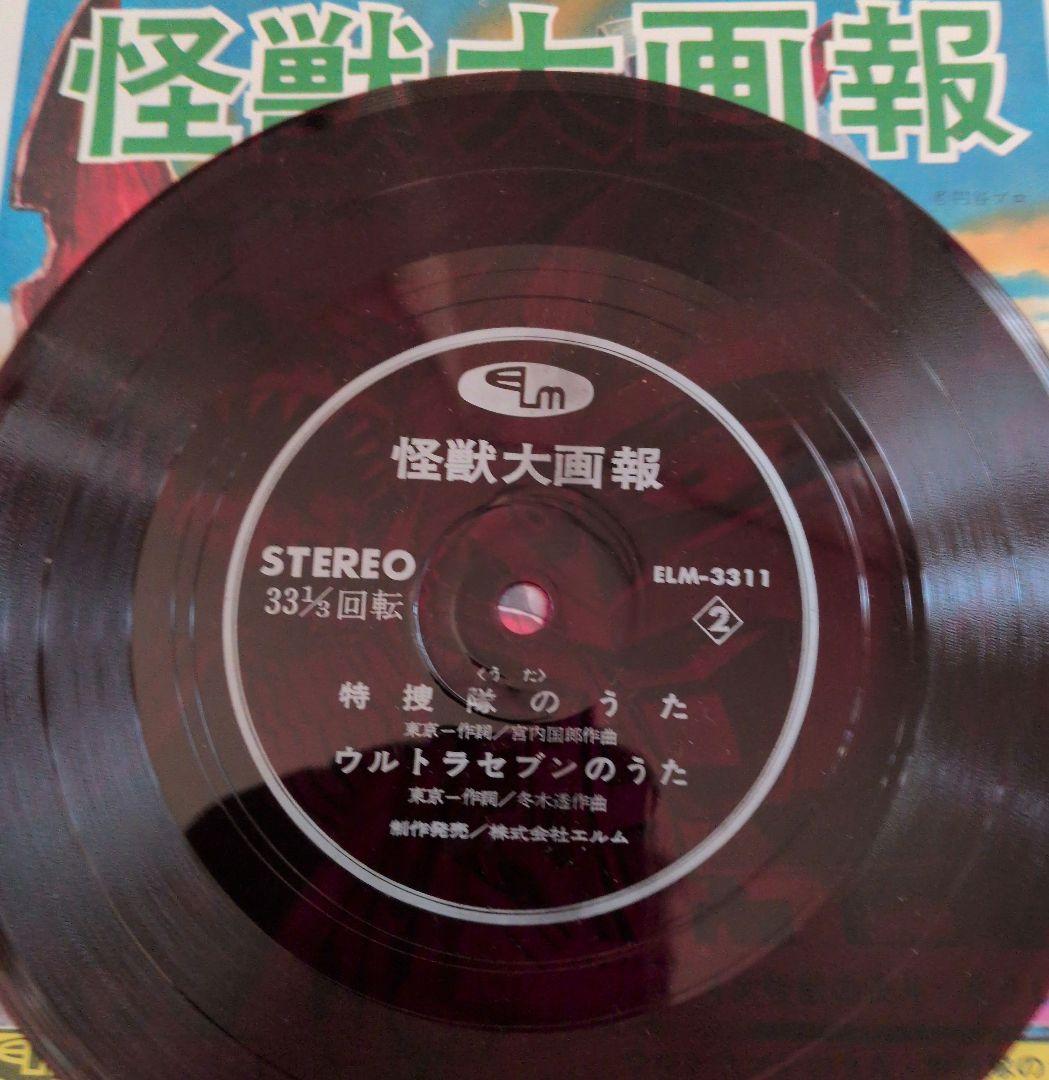 怪獣大画報
©円谷プロ
ELM
怪獣大画報
STEREO
33⅓回転
ELM-3311
2
〈うた〉
特捜隊のうた
東京一作詞/宮内国郎作曲
ウルトラセブンのうた
東京一作詞/冬木透作曲
制作発売/株式会社エルム